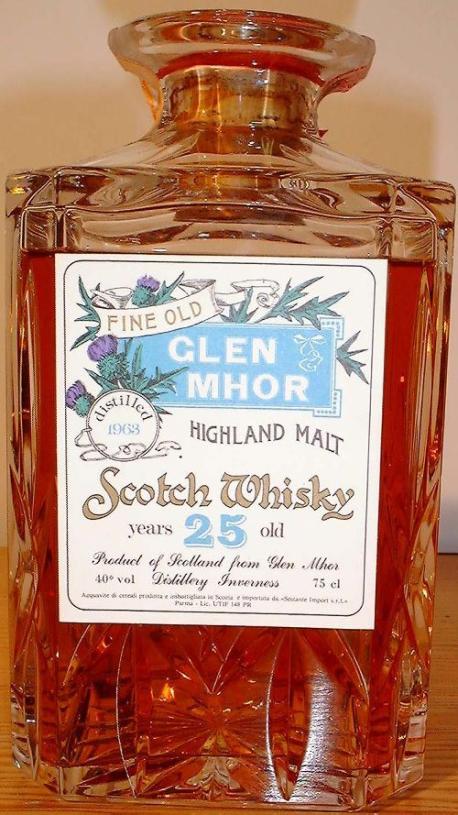 FINE OLD
GLEN
MHOR
distilled
1963
HIGHLAND MALT
Scotch Whisky
years 25 old
Product of Scotland from Glen Mhor
40° vol Distillery Inverness 75 cl
Acquavite di cereali prodotta e imbottigliata in Scozia e importata da «Sestante Import s.r.l.»
Parma - Lic. UTIF 148 PR